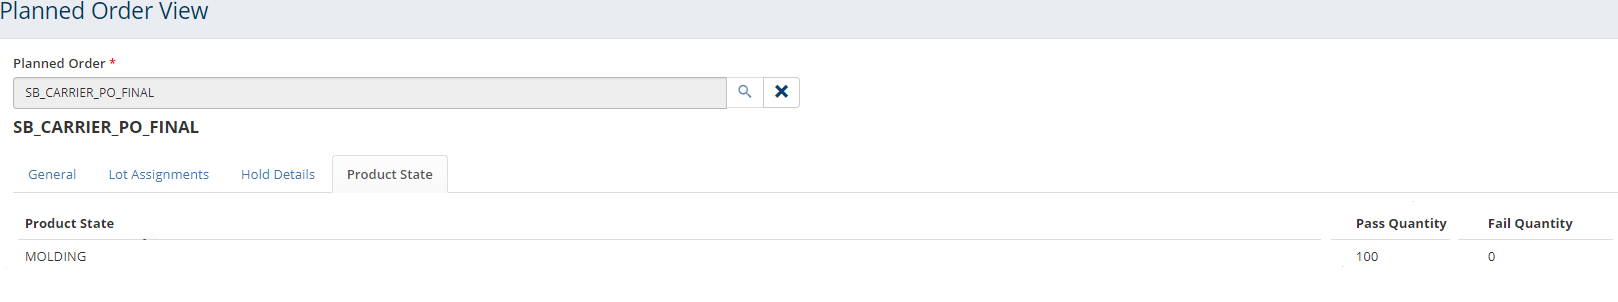 Planned Order View
Planned Order *
SB_CARRIER_PO_FINAL
SB_CARRIER_PO_FINAL
General Lot Assignments Hold Details Product State
Product State Pass Quantity Fail Quantity
MOLDING 100 0